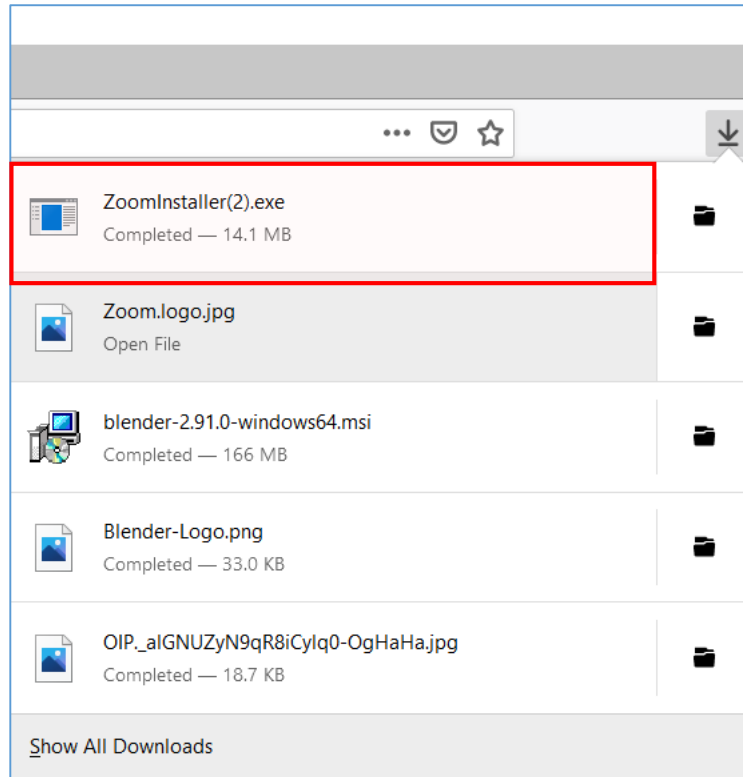 ZoomInstaller(2).exe
Completed — 14.1 MB
Zoom.logo.jpg
Open File
blender-2.91.0-windows64.msi
Completed — 166 MB
Blender-Logo.png
Completed — 33.0 KB
OIP._alGNUZyN9qR8iCylq0-OgHaHa.jpg
Completed — 18.7 KB
Show All Downloads